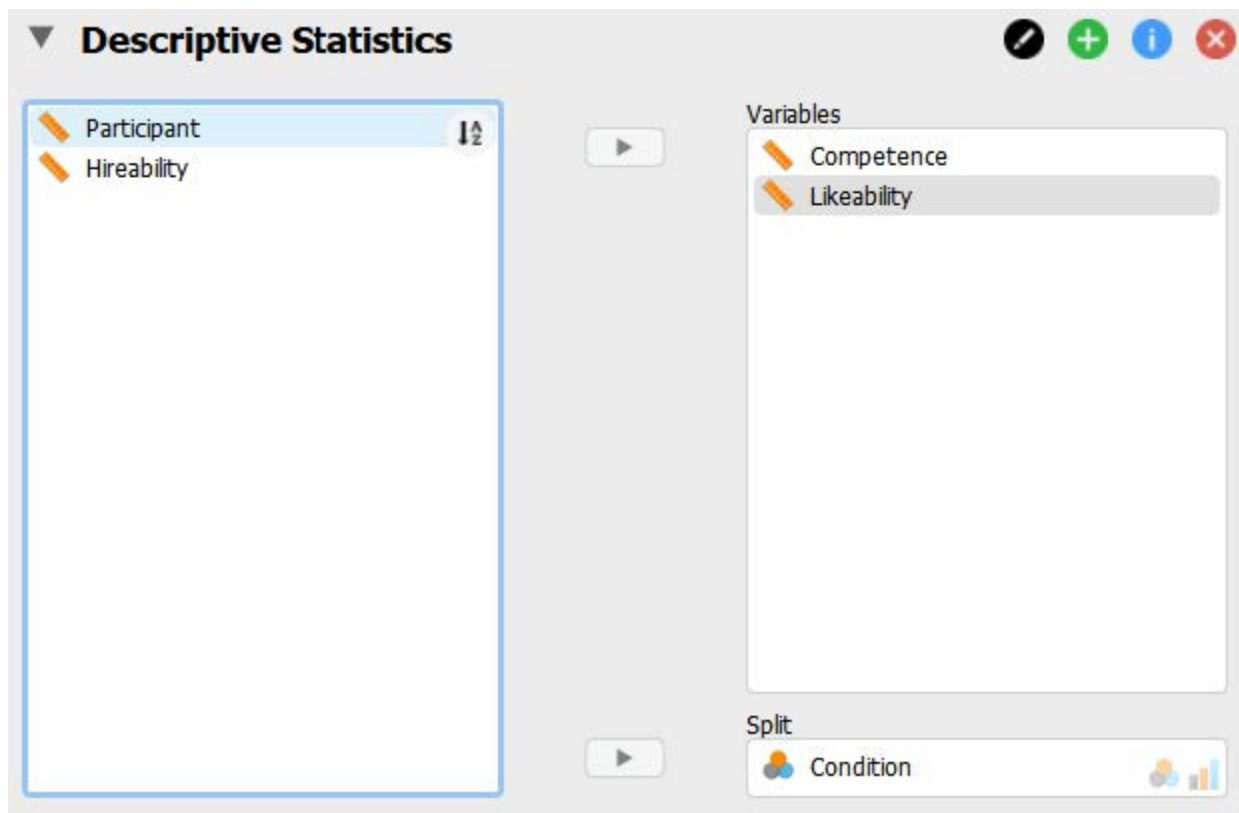 Descriptive Statistics
Participant
Hireability
Variables
Competence
Likeability
Split
Condition